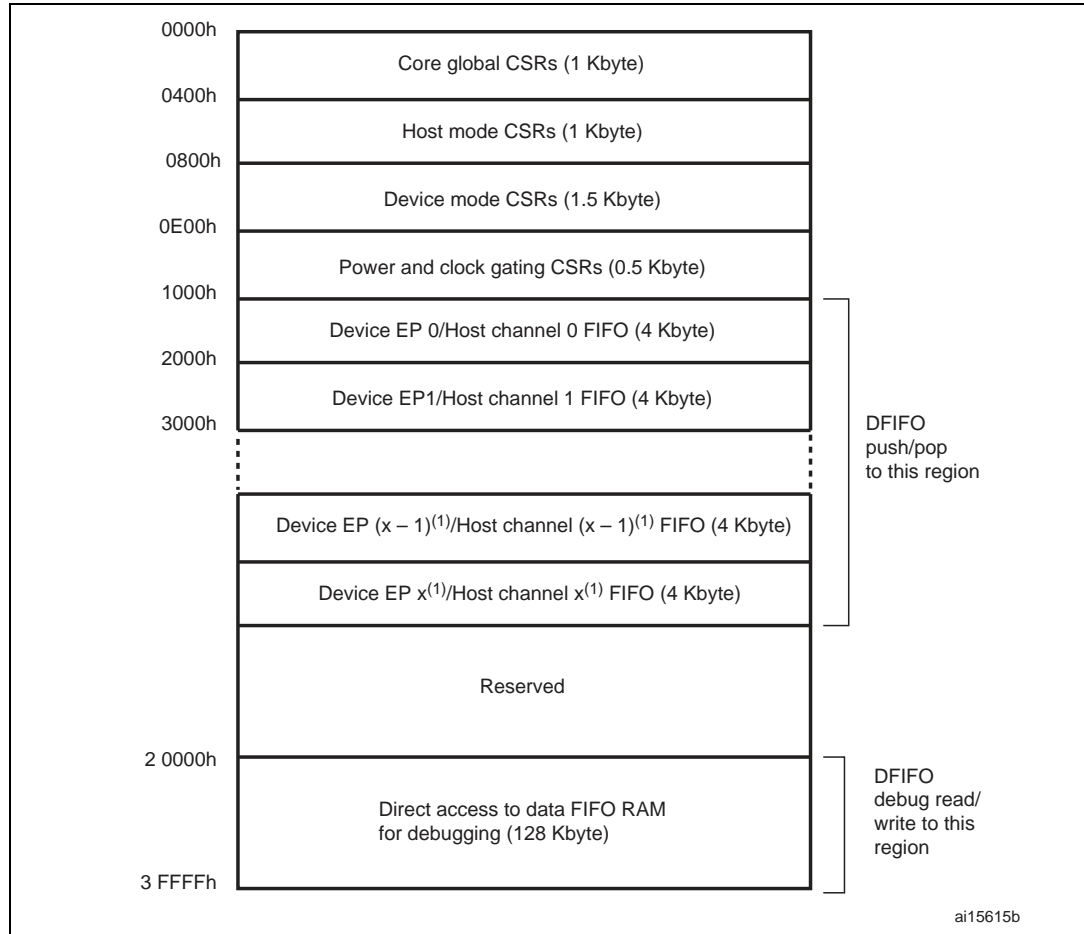 0000h
Core global CSRs (1 Kbyte)
0400h
Host mode CSRs (1 Kbyte)
0800h
Device mode CSRs (1.5 Kbyte)
0E00h
Power and clock gating CSRs (0.5 Kbyte)
1000h
Device EP 0/Host channel 0 FIFO (4 Kbyte)
2000h
Device EP1/Host channel 1 FIFO (4 Kbyte)
3000h
DFIFO
push/pop
to this region
Device EP (x – 1)(1)/Host channel (x – 1)(1) FIFO (4 Kbyte)
Device EP x(1)/Host channel x(1) FIFO (4 Kbyte)
Reserved
2 0000h
Direct access to data FIFO RAM
for debugging (128 Kbyte)
DFIFO
debug read/
write to this
region
3 FFFFh
ai15615b